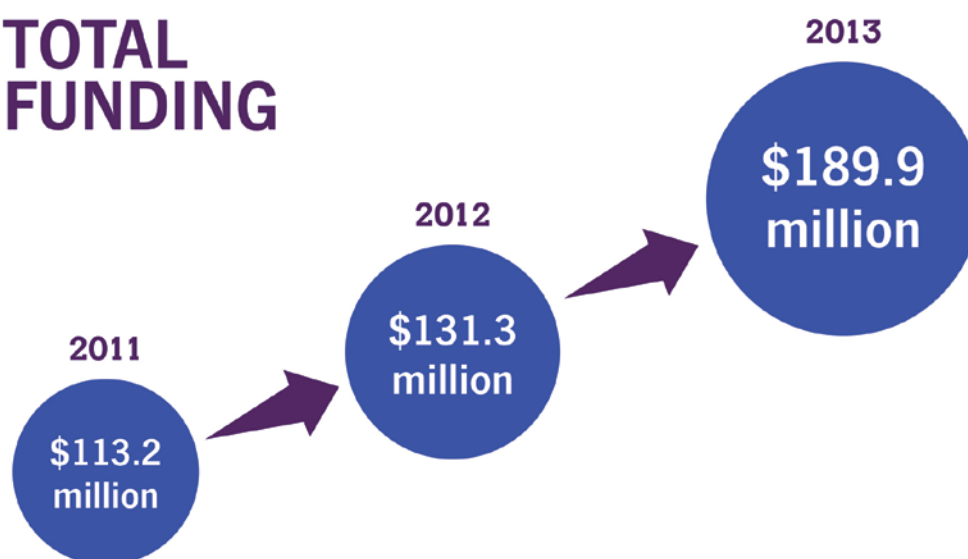 TOTAL
FUNDING
2011
$113.2
million
2012
$131.3
million
2013
$189.9
million